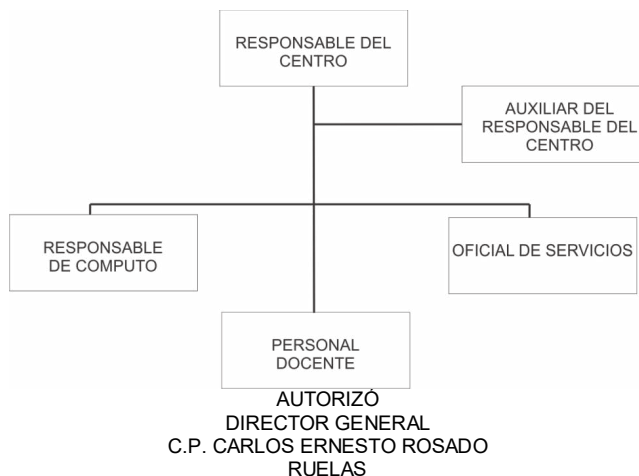 RESPONSABLE DEL
CENTRO
AUXILIAR DEL
RESPONSABLE DEL
CENTRO
RESPONSABLE
DE COMPUTO
OFICIAL DE SERVICIOS
PERSONAL
DOCENTE
AUTORIZÓ
DIRECTOR GENERAL
C.P. CARLOS ERNESTO ROSADO
RUELAS